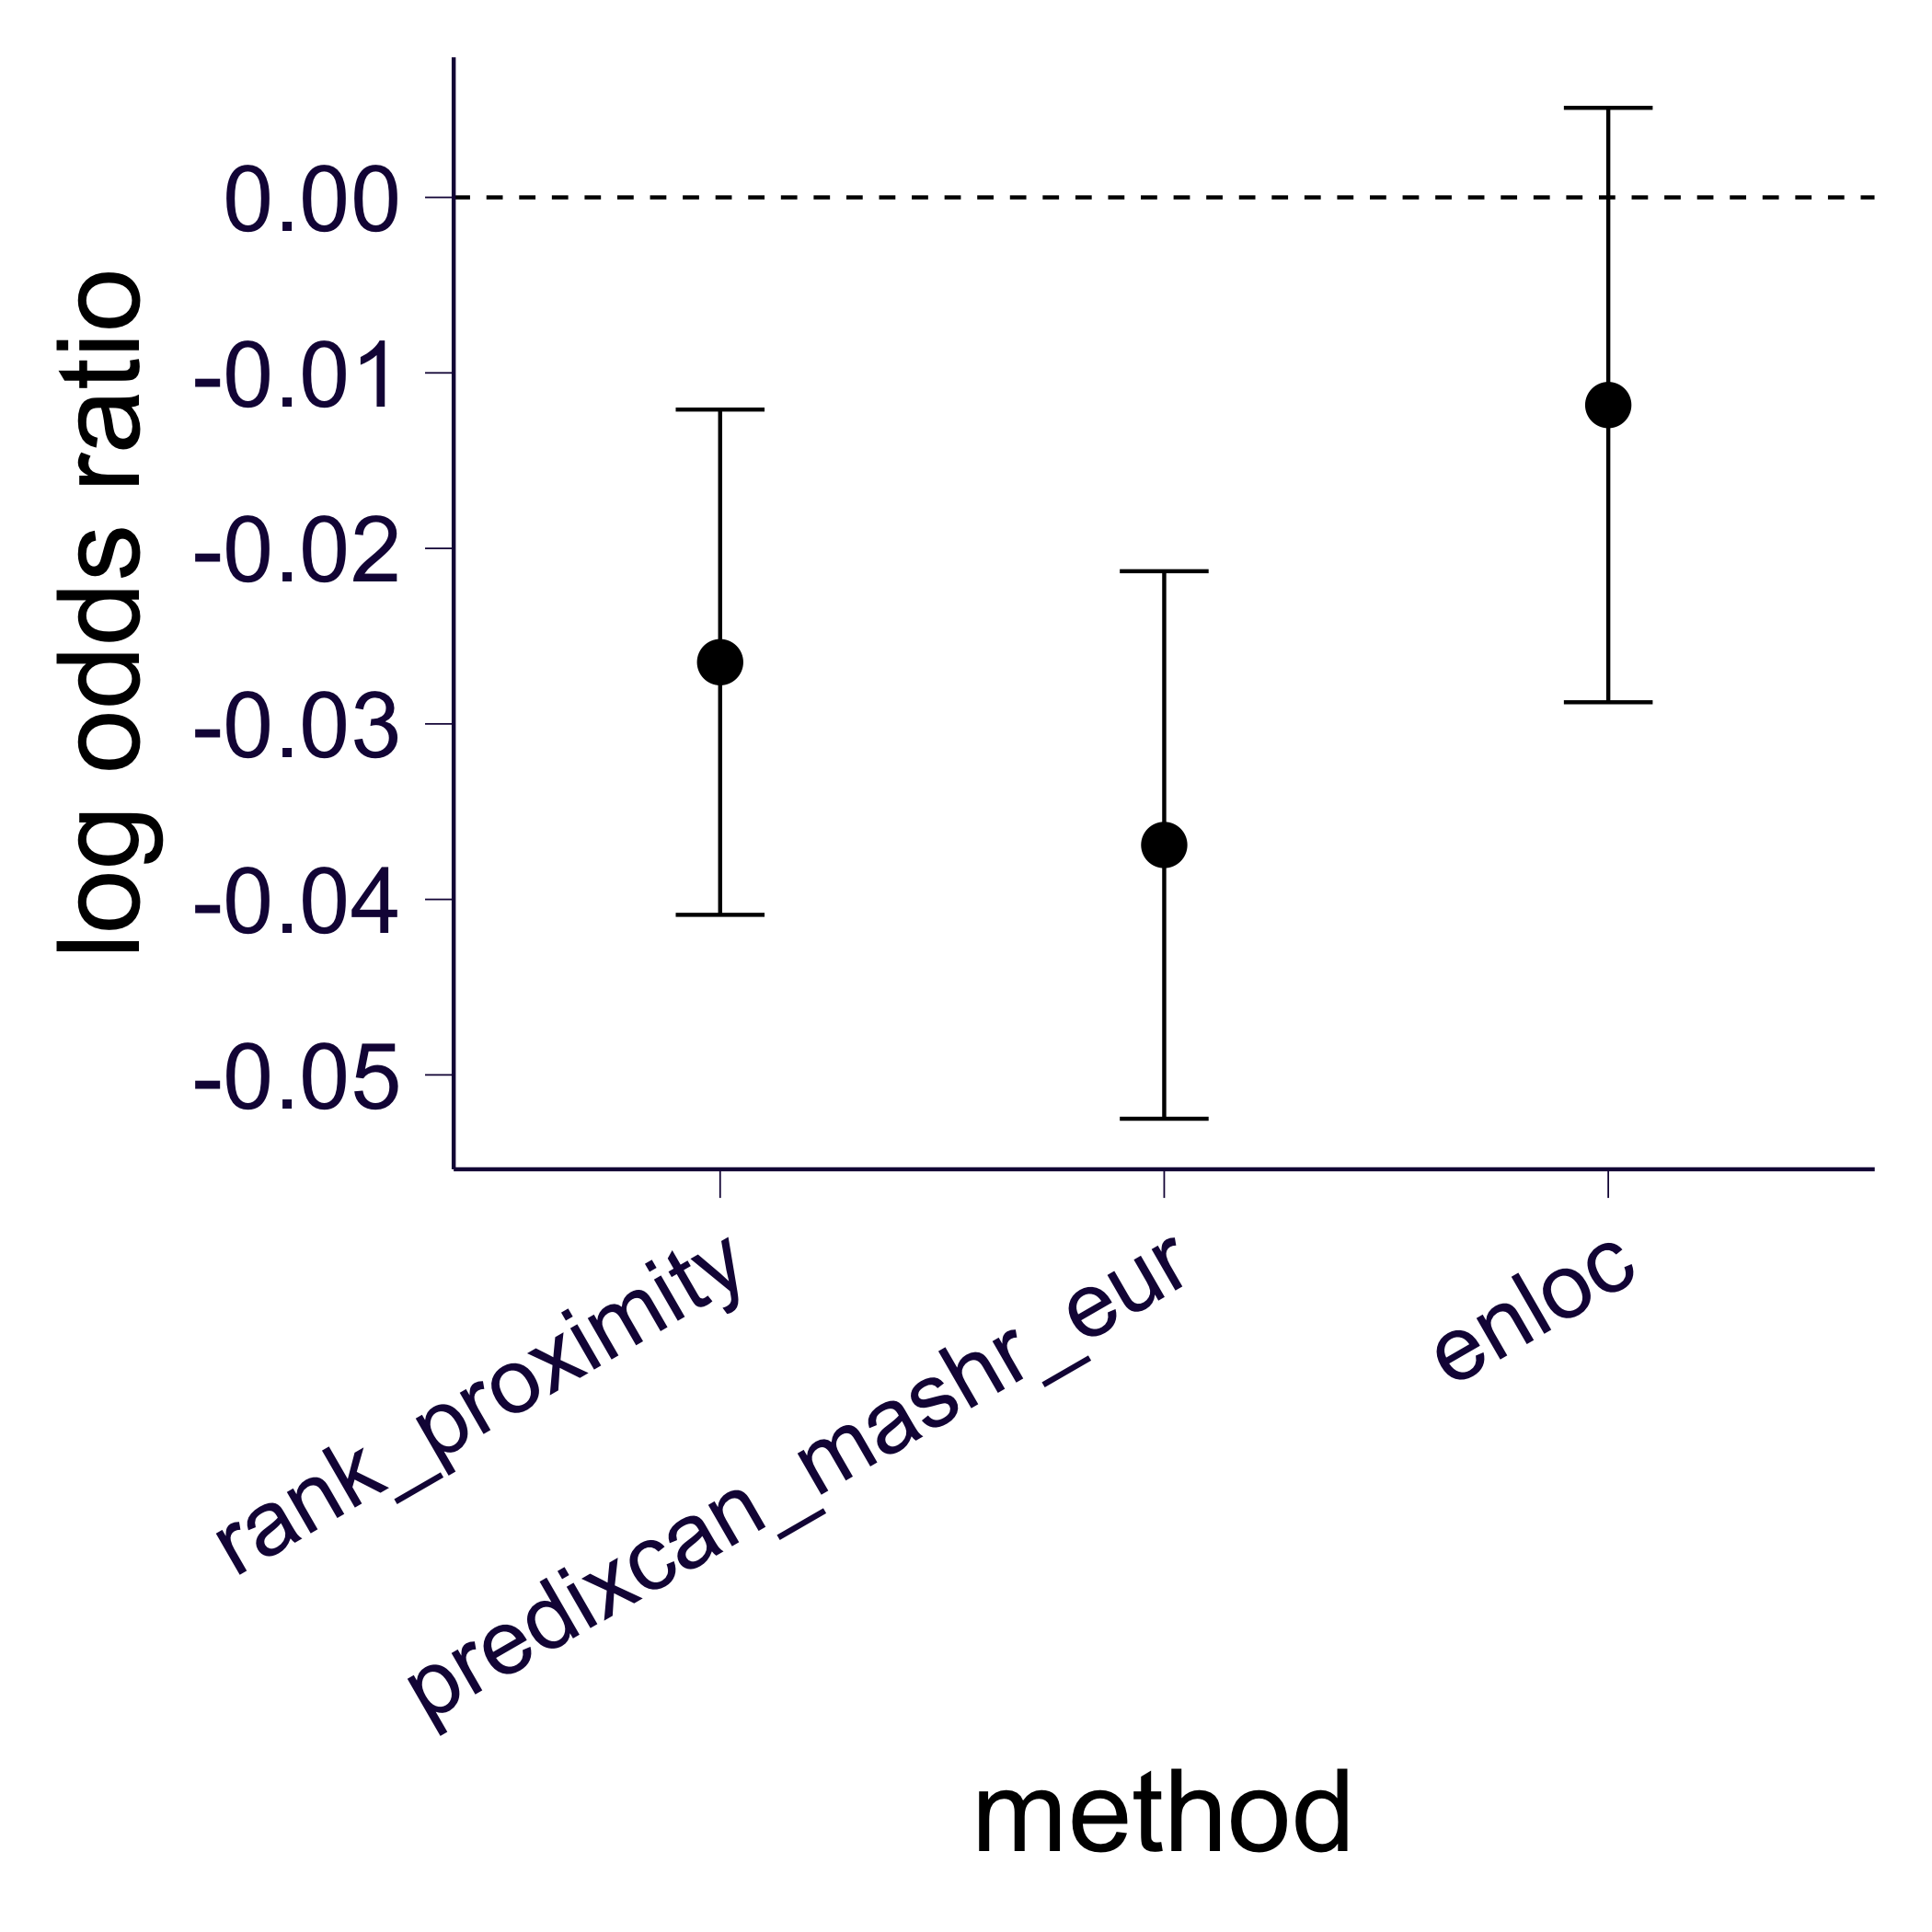 log odds ratio
0.00
-0.01
-0.02
-0.03
-0.04
-0.05
rank_proximity
predixcan_mashr_eur
enloc
method